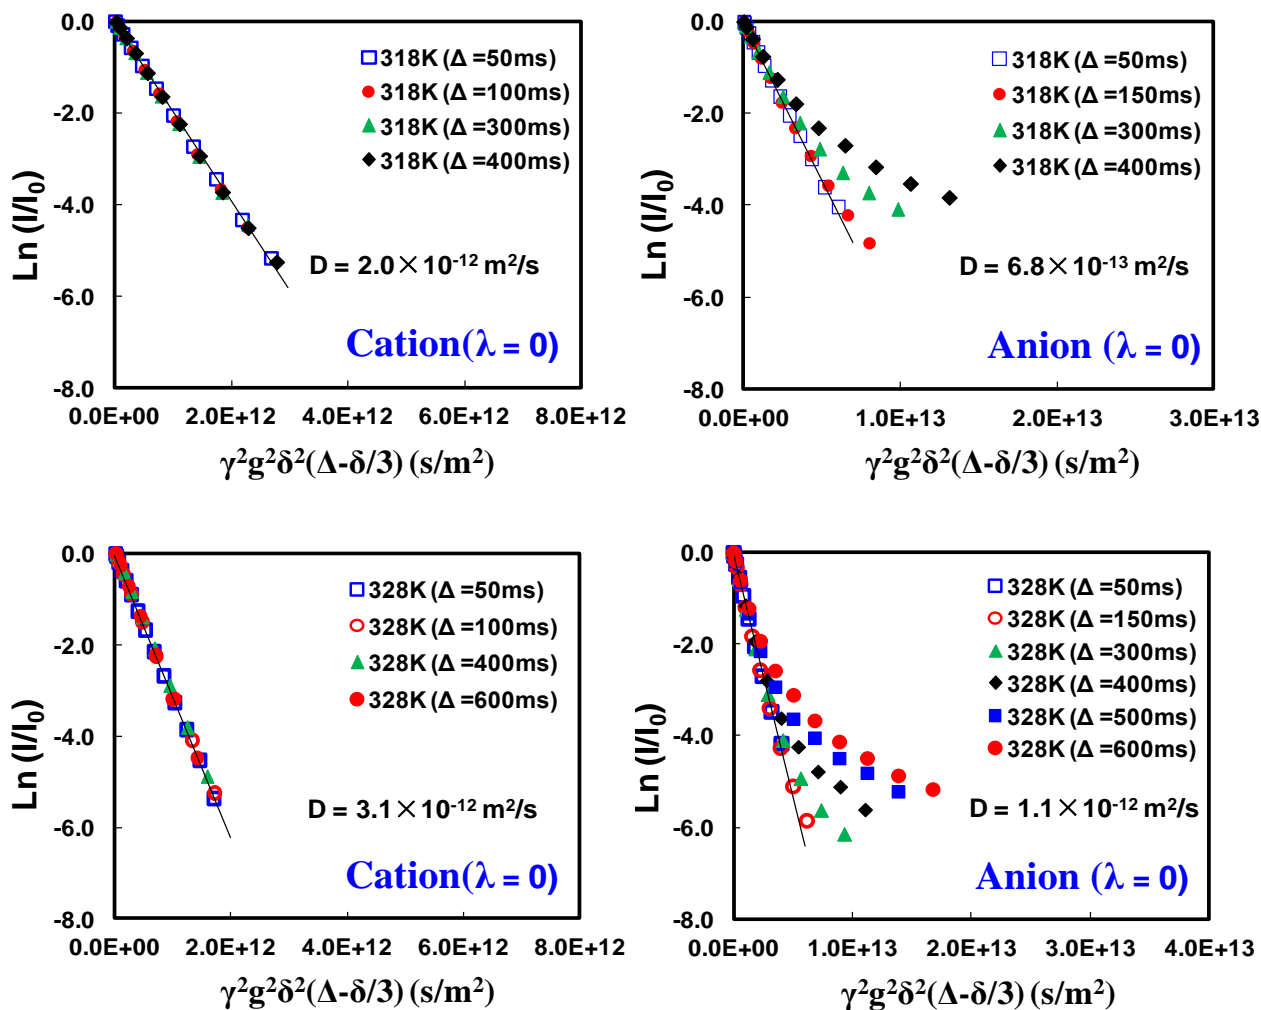 0.0
-2.0
-4.0
-6.0
-8.0
Ln (I/I0)
318K (Δ =50ms)
318K (Δ =100ms)
318K (Δ =300ms)
318K (Δ =400ms)
D = 2.0×10-12 m2/s
Cation(λ = 0)
0.0E+00 2.0E+12 4.0E+12 6.0E+12 8.0E+12
γ2g2δ2(Δ-δ/3) (s/m2)
0.0
-2.0
-4.0
-6.0
-8.0
Ln (I/I0)
318K (Δ =50ms)
318K (Δ =150ms)
318K (Δ =300ms)
318K (Δ =400ms)
D = 6.8×10-13 m2/s
Anion (λ = 0)
0.0E+00 1.0E+13 2.0E+13 3.0E+13
γ2g2δ2(Δ-δ/3) (s/m2)
0.0
-2.0
-4.0
-6.0
-8.0
Ln (I/I0)
328K (Δ =50ms)
328K (Δ =100ms)
328K (Δ =400ms)
328K (Δ =600ms)
D = 3.1×10-12 m2/s
Cation(λ = 0)
0.0E+00 2.0E+12 4.0E+12 6.0E+12 8.0E+12
γ2g2δ2(Δ-δ/3) (s/m2)
0.0
-2.0
-4.0
-6.0
-8.0
Ln (I/I0)
328K (Δ =50ms)
328K (Δ =150ms)
328K (Δ =300ms)
328K (Δ =400ms)
328K (Δ =500ms)
328K (Δ =600ms)
D = 1.1×10-12 m2/s
Anion (λ = 0)
0.0E+00 1.0E+13 2.0E+13 3.0E+13 4.0E+13
γ2g2δ2(Δ-δ/3) (s/m2)